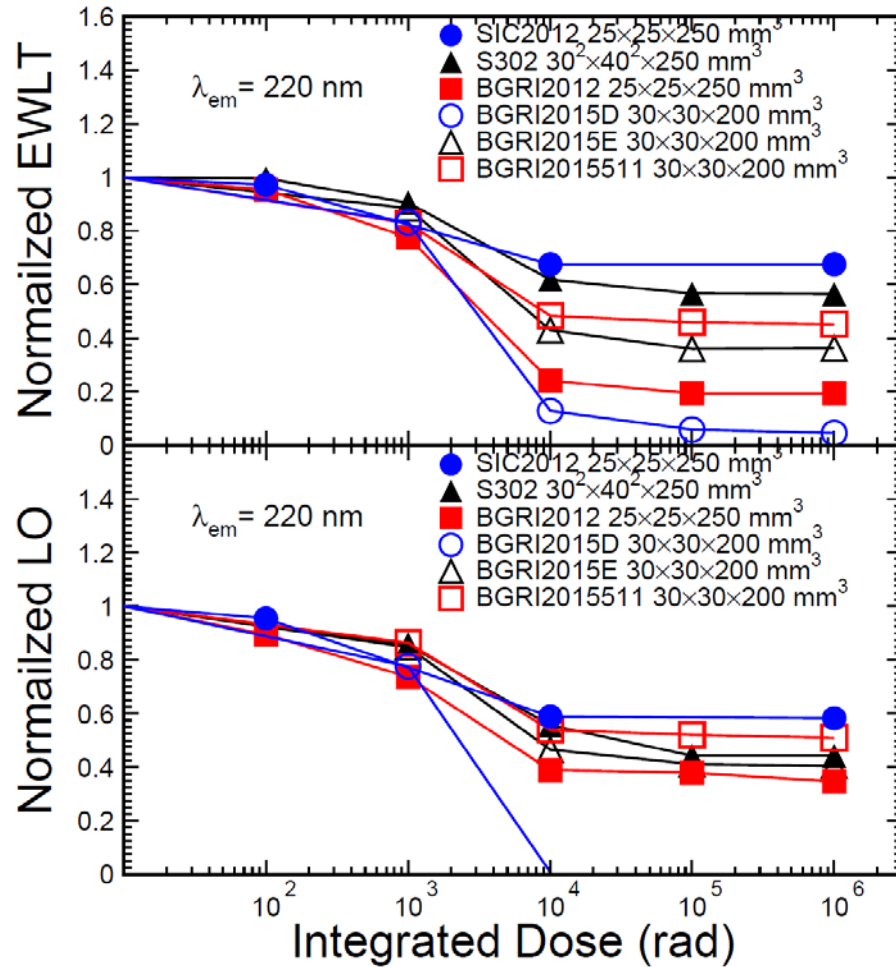 1.6
1.4
1.2
1
0.8
0.6
0.4
0.2
0
Normailzed EWLT
λem= 220 nm
SIC2012 25×25×250 mm³
S302 30²×40²×250 mm³
BGRI2012 25×25×250 mm³
BGRI2015D 30×30×200 mm³
BGRI2015E 30×30×200 mm³
BGRI2015511 30×30×200 mm³
1.4
1.2
1
0.8
0.6
0.4
0.2
0
Normailzed LO
λem= 220 nm
SIC2012 25×25×250 mm³
S302 30²×40²×250 mm³
BGRI2012 25×25×250 mm³
BGRI2015D 30×30×200 mm³
BGRI2015E 30×30×200 mm³
BGRI2015511 30×30×200 mm³
10² 10³ 10⁴ 10⁵ 10⁶
Integrated Dose (rad)